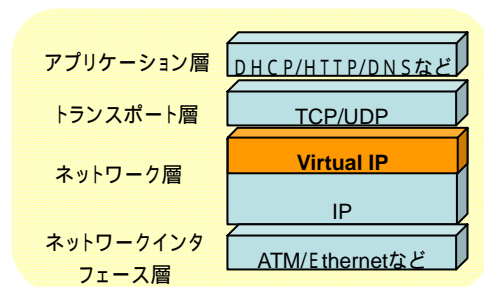 アプリケーション層
DHCP/HTTP/DNSなど
トランスポート層
TCP/UDP
ネットワーク層
Virtual IP
IP
ネットワークインタ
フェース層
ATM/Ethernetなど